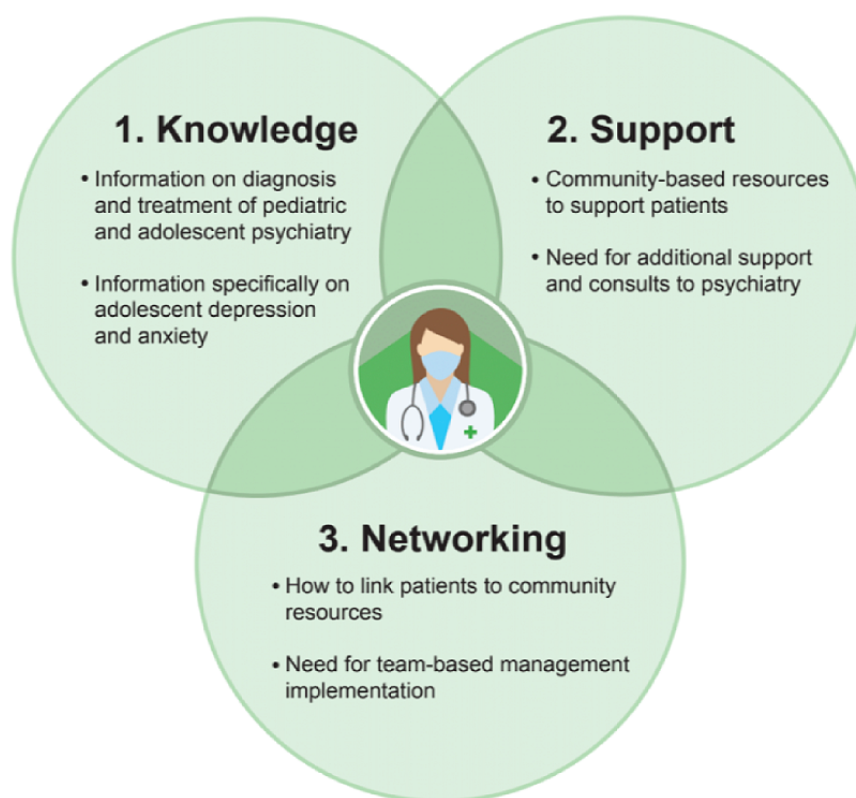 1. Knowledge
• Information on diagnosis
and treatment of pediatric
and adolescent psychiatry
• Information specifically on
adolescent depression
and anxiety
2. Support
• Community-based resources
to support patients
• Need for additional support
and consults to psychiatry
3. Networking
• How to link patients to community
resources
• Need for team-based management
implementation